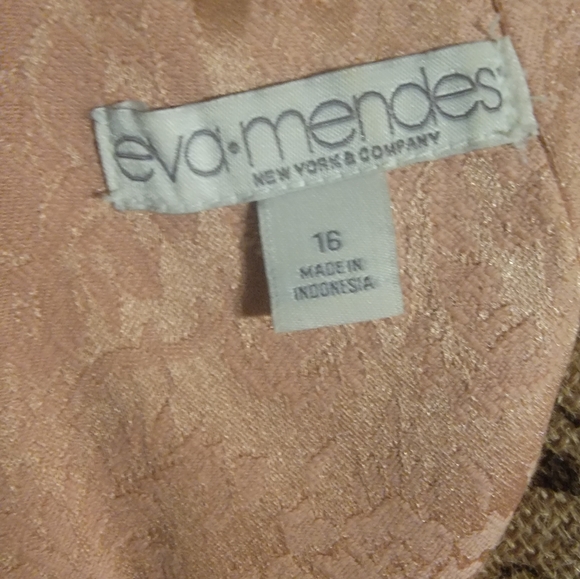 eva•mendes
NEW YORK & COMPANY
16
MADE IN
INDONESIA